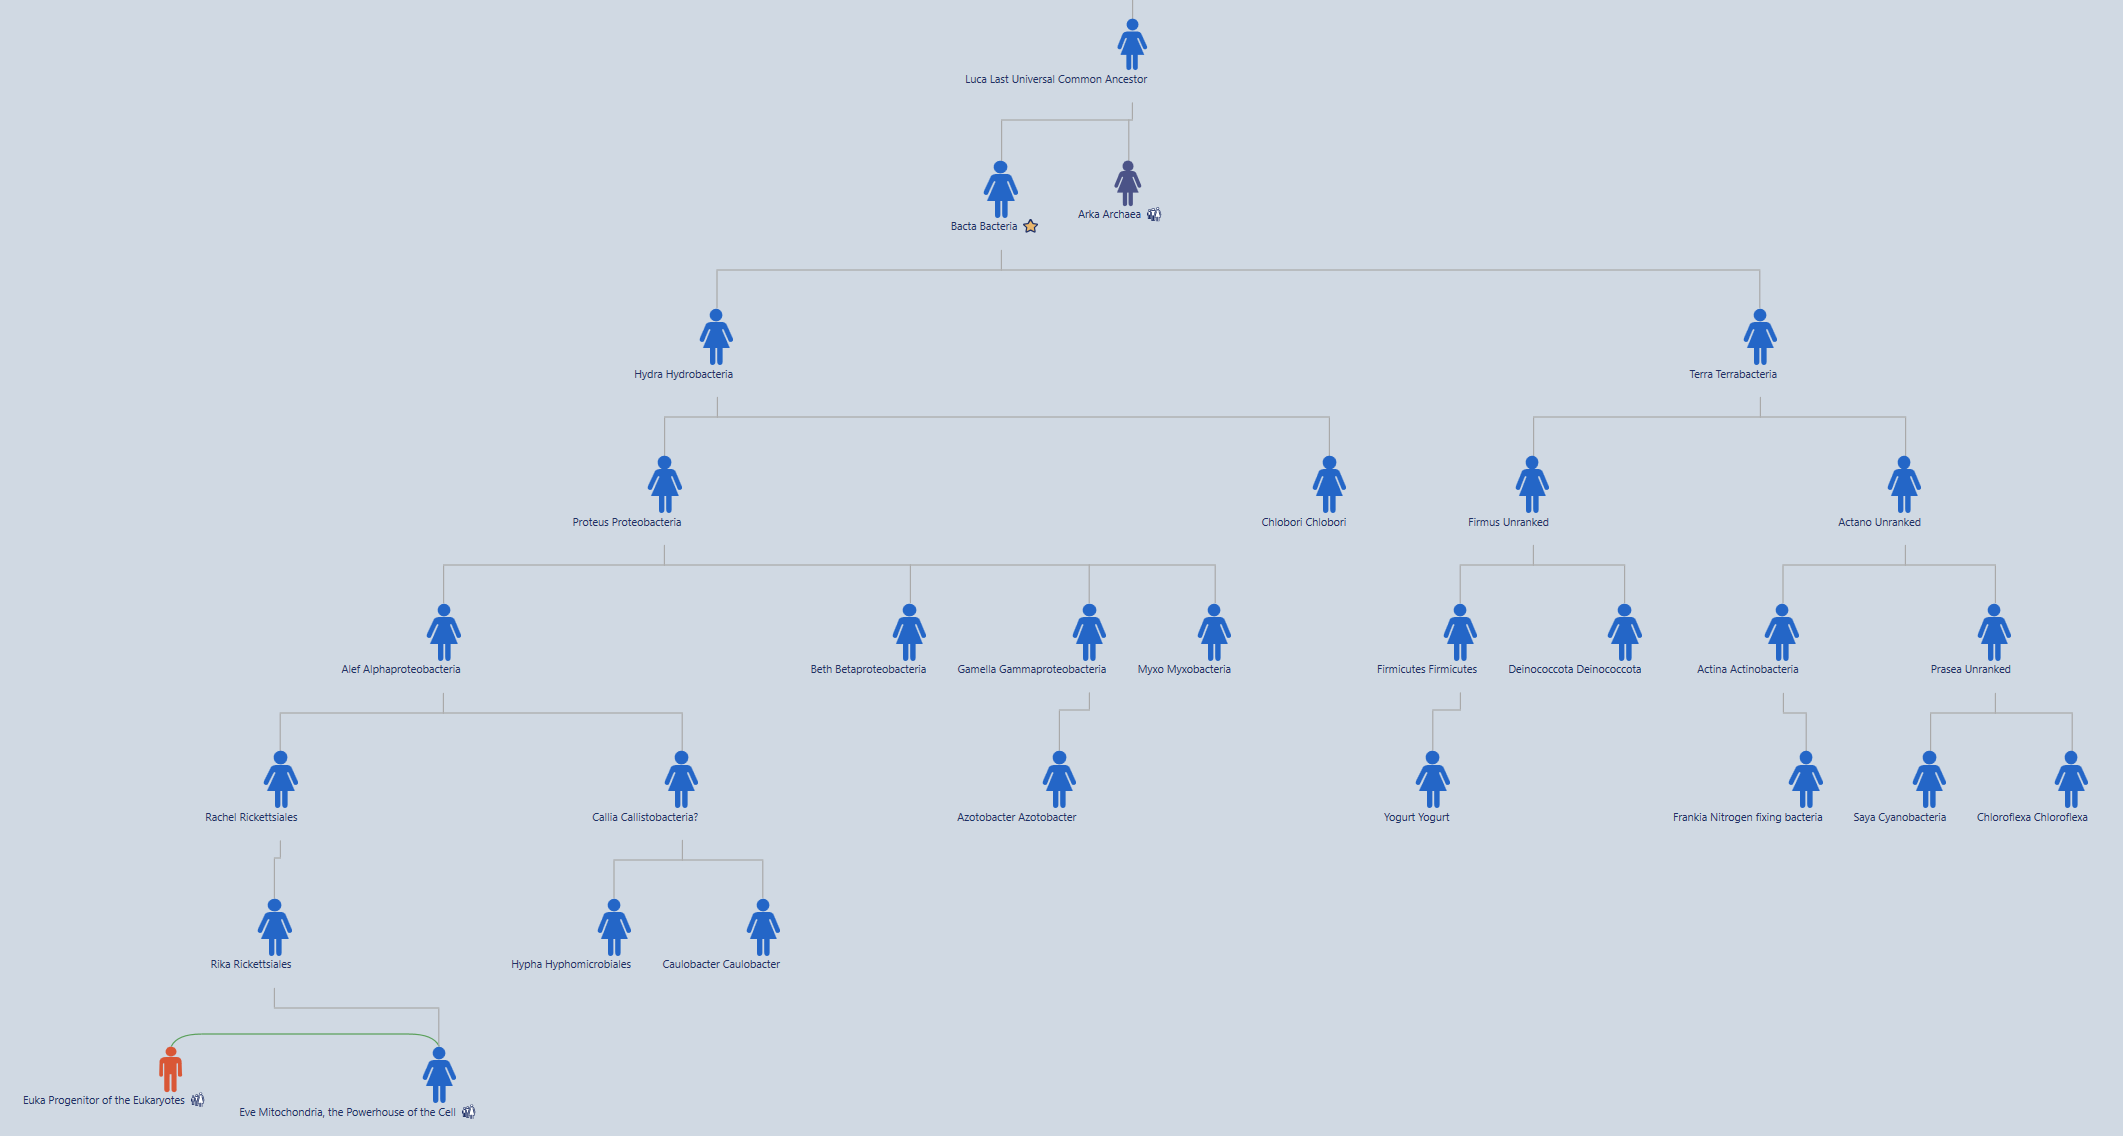 Luca Last Universal Common Ancestor
Bacta Bacteria
Arka Archaea
Hydra Hydrobacteria
Terra Terrabacteria
Proteus Proteobacteria
Chlobori Chlobori
Firmus Unranked
Actano Unranked
Alef Alphaproteobacteria
Beth Betaproteobacteria
Gamella Gammaproteobacteria
Myxo Myxobacteria
Firmicutes Firmicutes
Deinococcota Deinococcota
Actina Actinobacteria
Prasea Unranked
Rachel Rickettsiales
Callia Callistobacteria?
Azotobacter Azotobacter
Yogurt Yogurt
Frankia Nitrogen fixing bacteria
Saya Cyanobacteria
Chloroflexa Chloroflexa
Rika Rickettsiales
Hypha Hyphomicrobiales
Caulobacter Caulobacter
Euka Progenitor of the Eukaryotes
Eve Mitochondria, the Powerhouse of the Cell